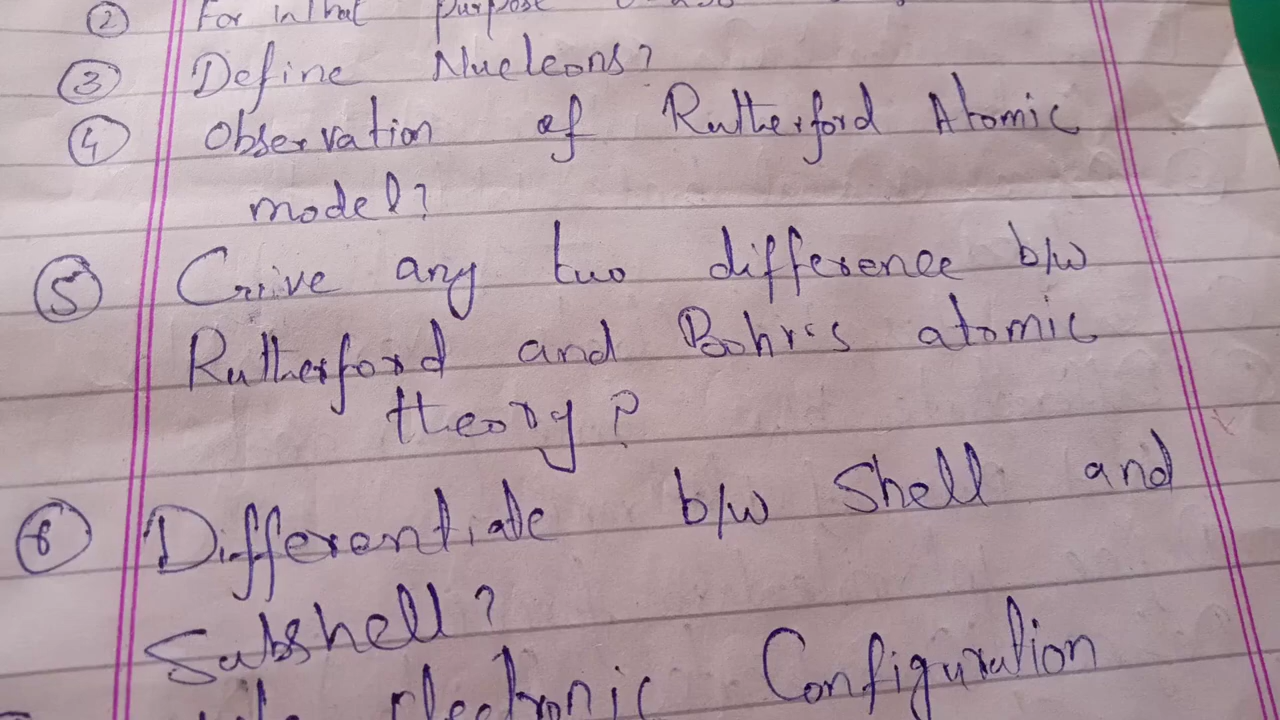 ② For what purpose
③ Define Nucleons?
④ Observation of Rutherford Atomic
model?
⑤ Give any two difference b/w
Rutherford and Bohr's atomic
theory?
⑥ Differentiate b/w Shell and
Subshell?
electronic Configuration